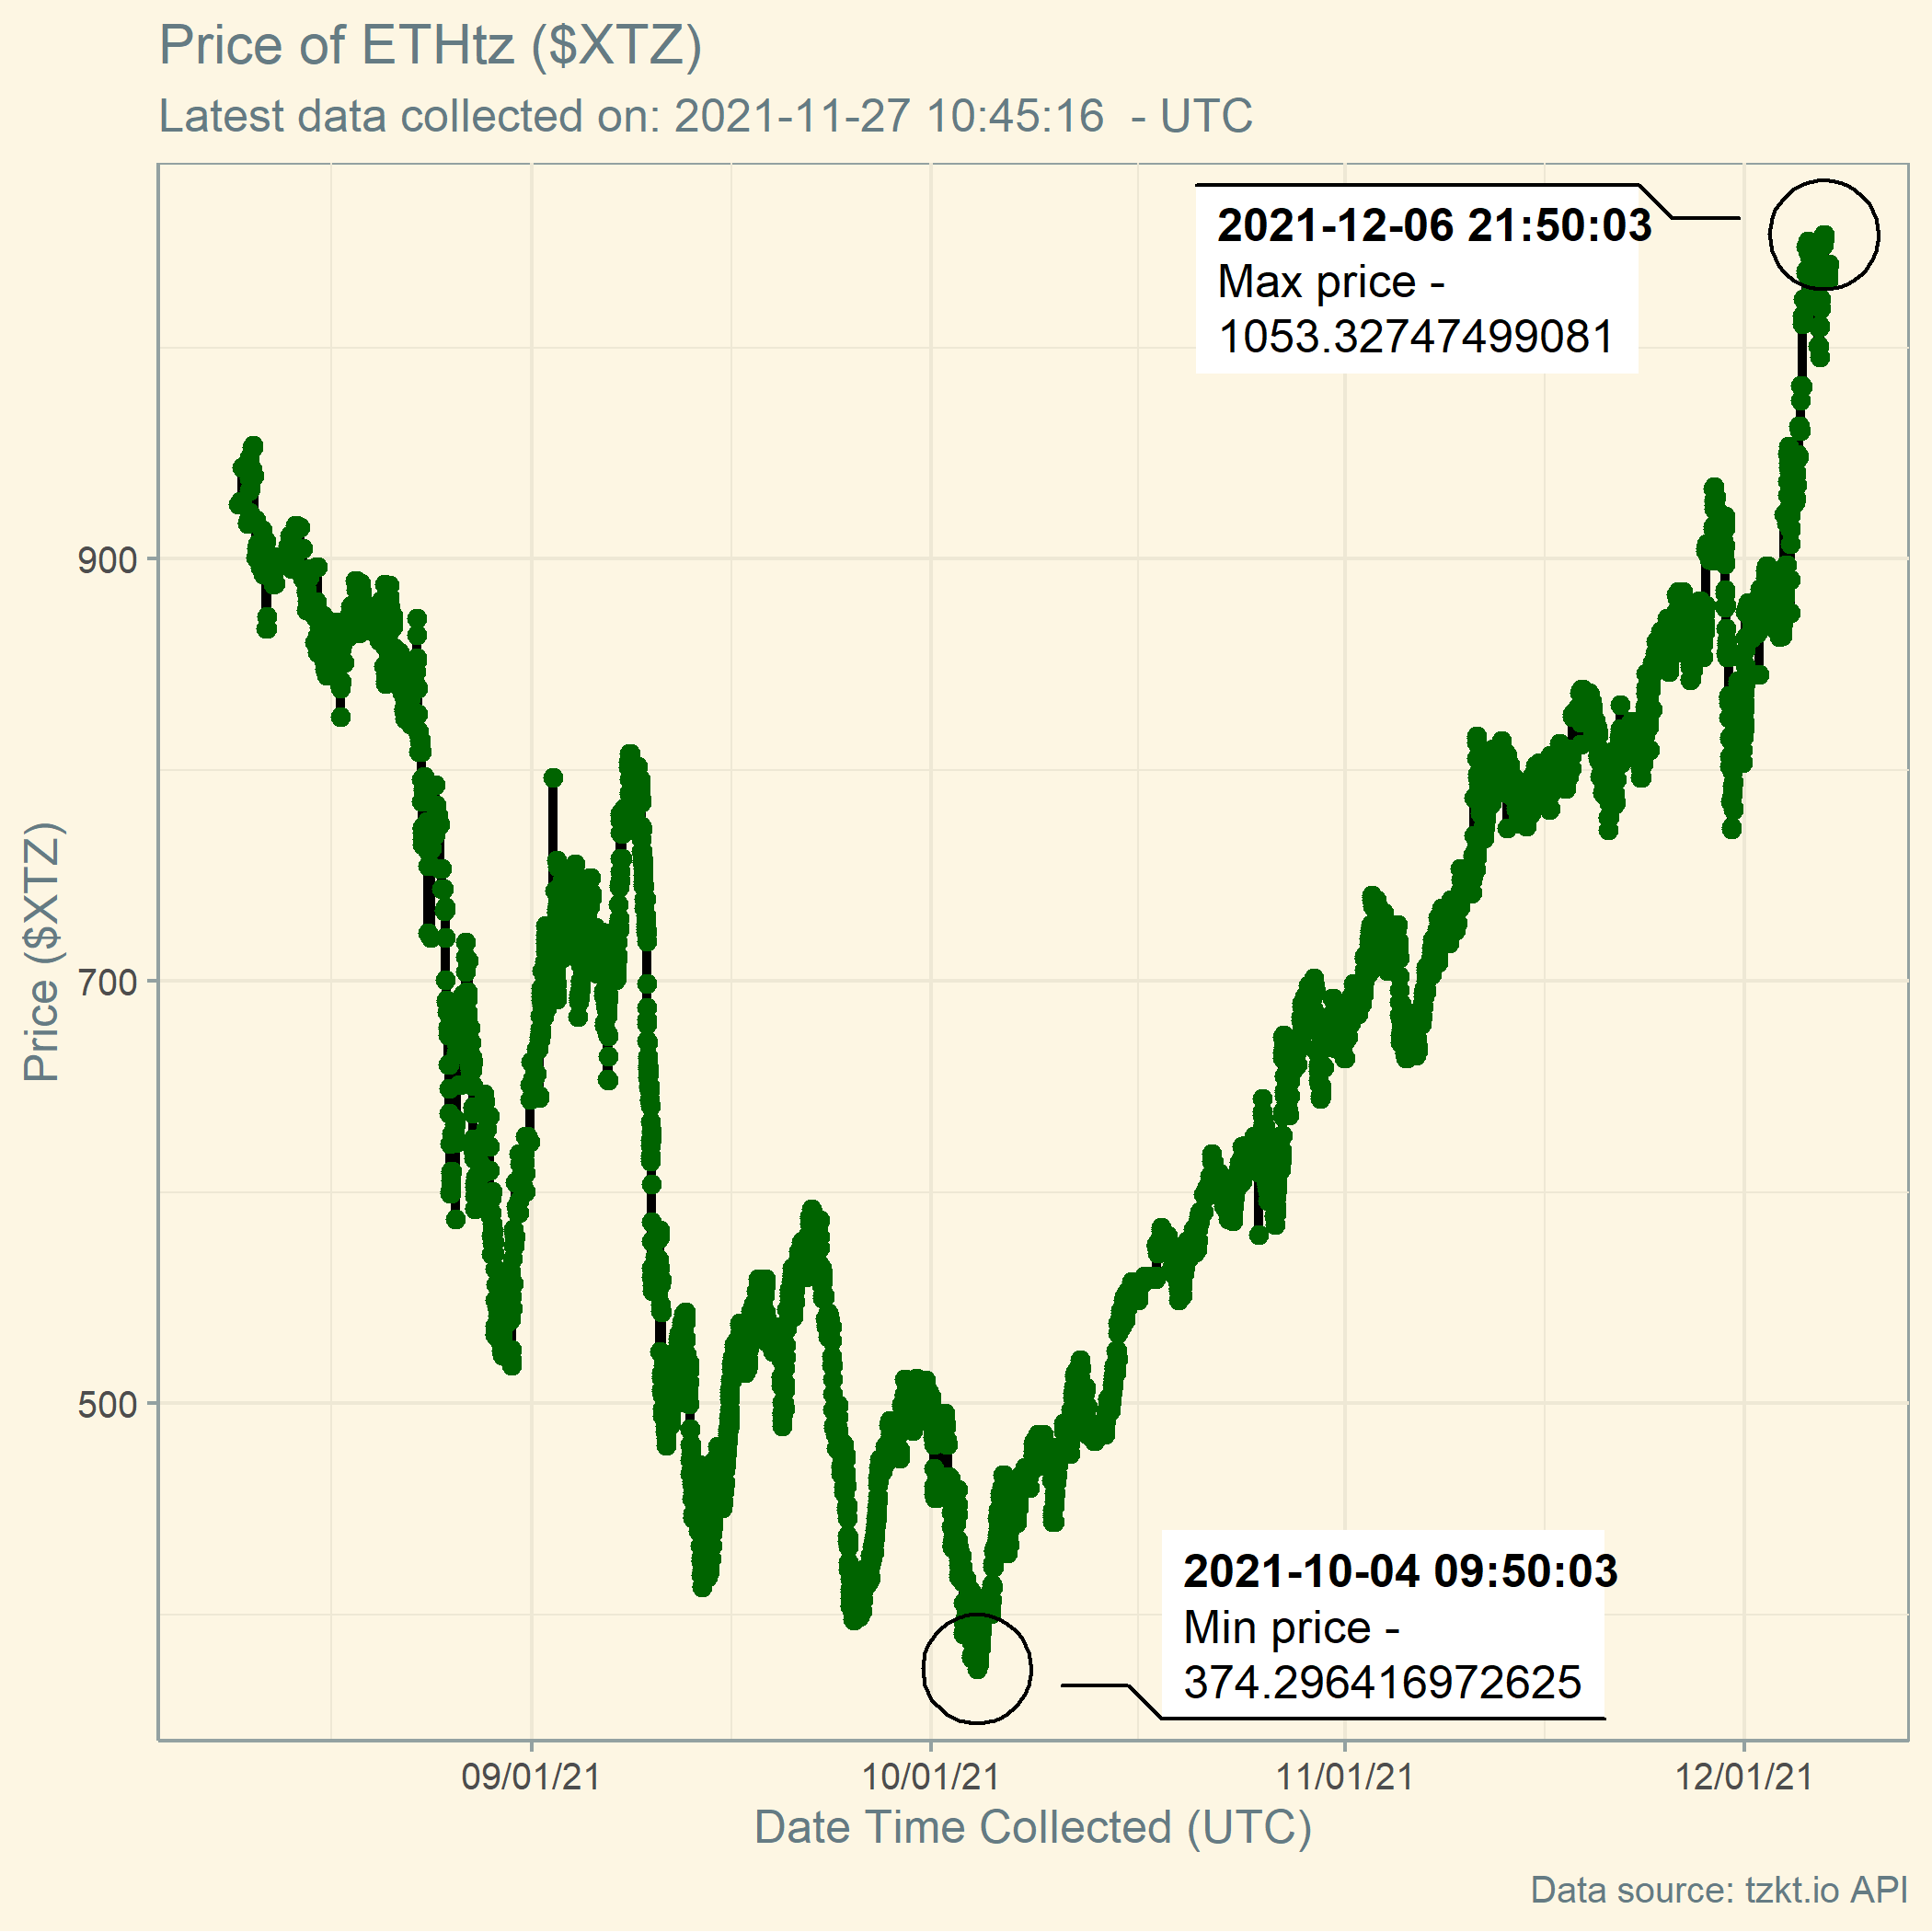 Price of ETHtz ($XTZ)
Latest data collected on: 2021-11-27 10:45:16  - UTC
2021-12-06 21:50:03
Max price -
1053.32747499081
900
700
500
Price ($XTZ)
2021-10-04 09:50:03
Min price -
374.296416972625
09/01/21
10/01/21
11/01/21
12/01/21
Date Time Collected (UTC)
Data source: tzkt.io API